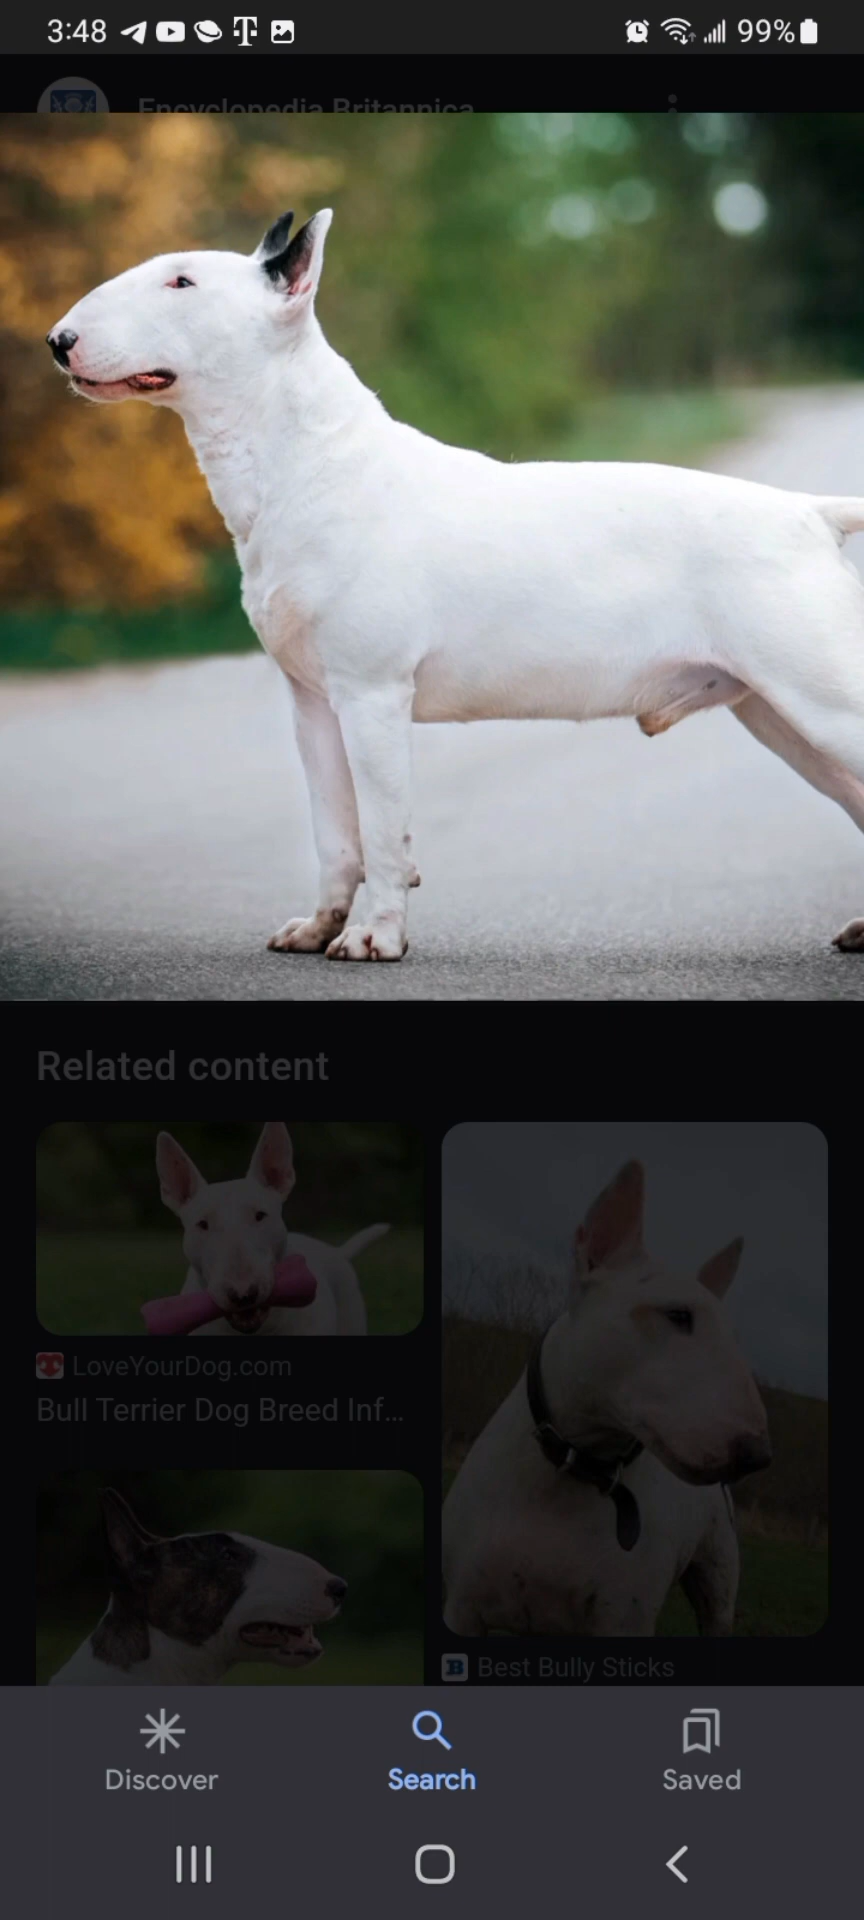 3:48
99%
Encyclopedia Britannica
Related content
LoveYourDog.com
Bull Terrier Dog Breed Inf...
B Best Bully Sticks
Discover
Search
Saved